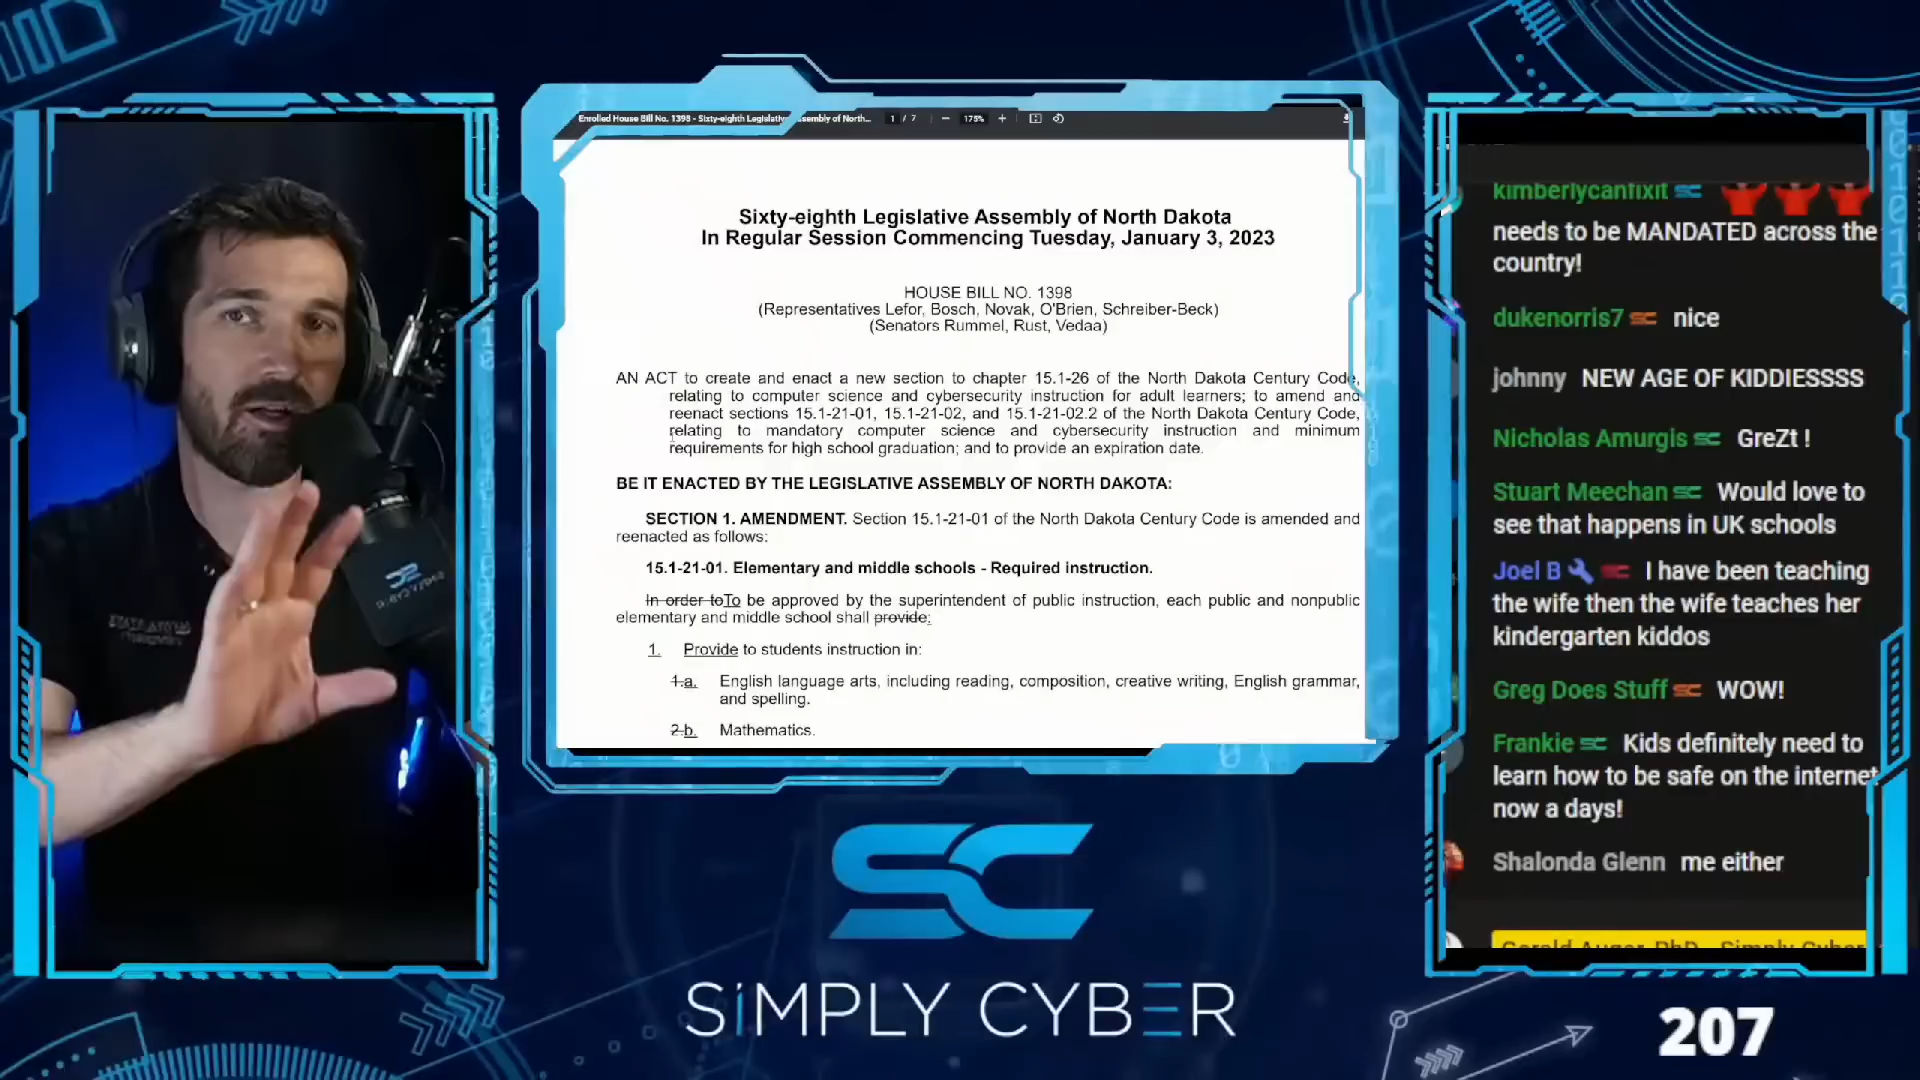 Enrolled House Bill No. 1398 - Sixty-eighth Legislative Assembly of North...
1 / 7
175%
Sixty-eighth Legislative Assembly of North Dakota
In Regular Session Commencing Tuesday, January 3, 2023
HOUSE BILL NO. 1398
(Representatives Lefor, Bosch, Novak, O'Brien, Schreiber-Beck)
(Senators Rummel, Rust, Vedaa)
AN ACT to create and enact a new section to chapter 15.1-26 of the North Dakota Century Code,
relating to computer science and cybersecurity instruction for adult learners; to amend and
reenact sections 15.1-21-01, 15.1-21-02, and 15.1-21-02.2 of the North Dakota Century Code,
relating to mandatory computer science and cybersecurity instruction and minimum
requirements for high school graduation; and to provide an expiration date.
BE IT ENACTED BY THE LEGISLATIVE ASSEMBLY OF NORTH DAKOTA:
SECTION 1. AMENDMENT. Section 15.1-21-01 of the North Dakota Century Code is amended and
reenacted as follows:
15.1-21-01. Elementary and middle schools - Required instruction.
In order toTo be approved by the superintendent of public instruction, each public and nonpublic
elementary and middle school shall provide:
1. Provide to students instruction in:
1.a. English language arts, including reading, composition, creative writing, English grammar,
and spelling.
2.b. Mathematics.
SC
SiMPLY CYBER
kimberlycanfixit
needs to be MANDATED across the
country!
dukenorris7 nice
johnny NEW AGE OF KIDDIESSSS
Nicholas Amurgis GreZt !
Stuart Meechan Would love to
see that happens in UK schools
Joel B I have been teaching
the wife then the wife teaches her
kindergarten kiddos
Greg Does Stuff WOW!
Frankie Kids definitely need to
learn how to be safe on the internet
now a days!
Shalonda Glenn me either
Gerald Auger, PhD - Simply Cyber
207